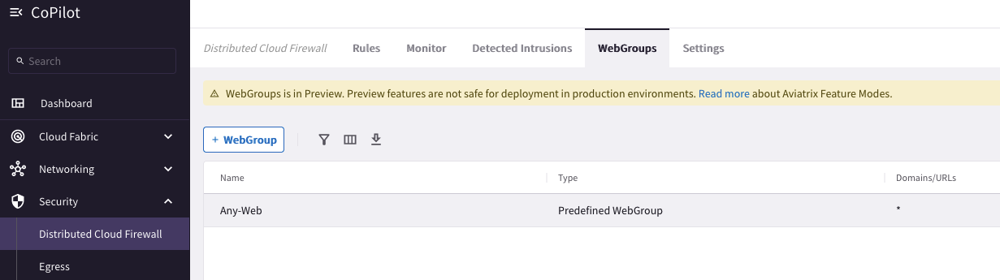 CoPilot
Search
Dashboard
Cloud Fabric
Networking
Security
Distributed Cloud Firewall
Egress
Distributed Cloud Firewall Rules Monitor Detected Intrusions WebGroups Settings
WebGroups is in Preview. Preview features are not safe for deployment in production environments. Read more about Aviatrix Feature Modes.
+ WebGroup
Name Type Domains/URLs
Any-Web Predefined WebGroup *